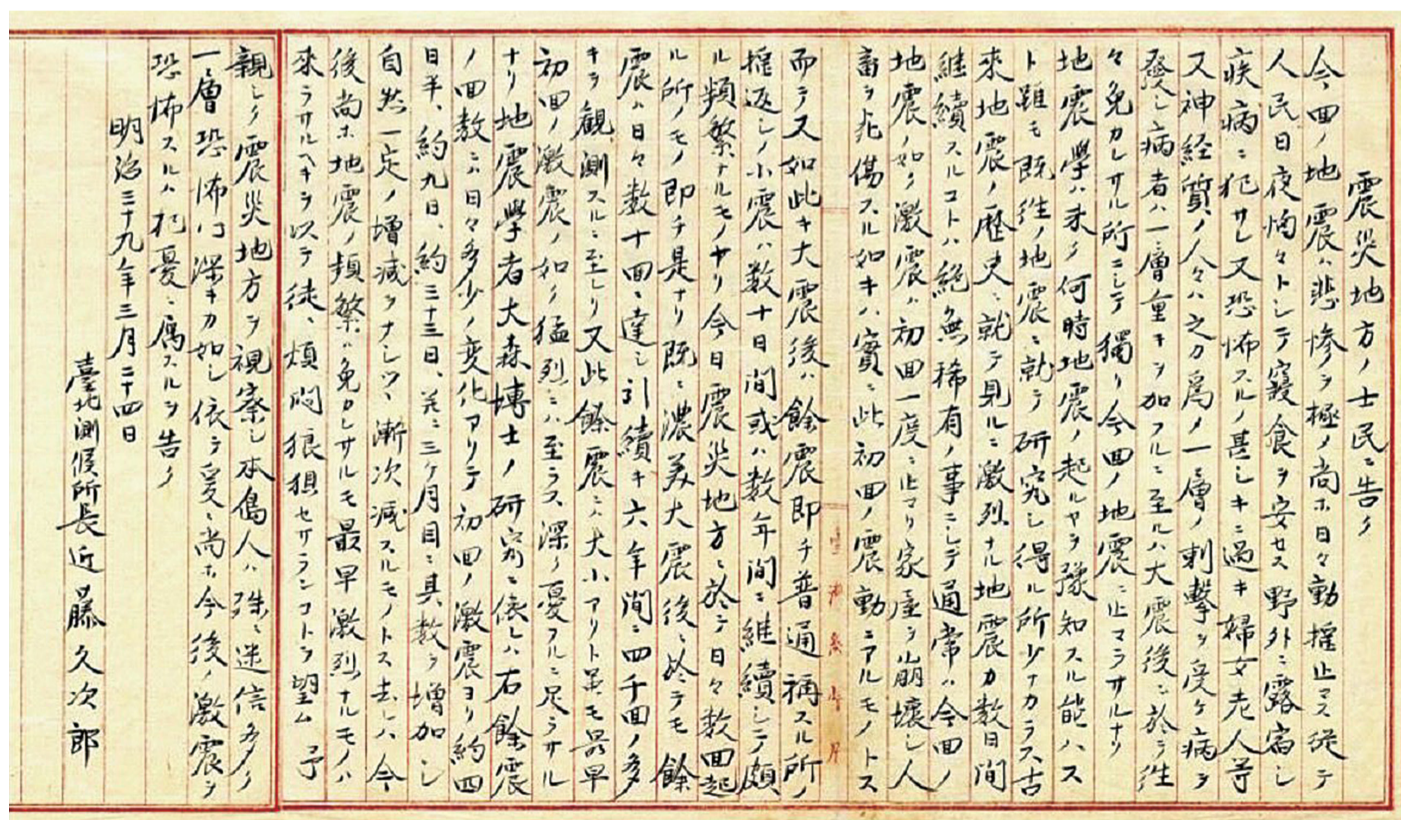 震災地方ノ士民ニ告ク
今回ノ地震ハ悲惨ヲ極メ尚ホ日々動揺止マス従テ
人民日夜恟々トシテ寢食ヲ安セス野外ニ露宿シ
疾病ニ犯サレ又恐怖スルノ甚シキニ過キ婦女老人等
又神経質ノ人々ハ之カ爲メ一層ノ刺撃ヲ受ケ病ヲ
發シ病者ハ一層重キヲ加フルニ至ルハ大震後ニ於テ往
々免カレサル所ニシテ獨リ今回ノ地震ニ止マラサルナリ
地震學ハ未タ何時地震ノ起ルヤヲ豫知スル能ハス
ト雖モ既往ノ地震ニ就テ研究シ得ル所少ナカラス古
來地震ノ歴史ニ就テ見ルニ激烈ナル地震カ数日間
継續スルコトハ絶無稀有ノ事ニシテ通常ハ今回ノ
地震ノ如ク激震ハ初回一度ニ止マリ家屋ヲ崩壞シ人
畜ヲ死傷スル如キハ實ニ此初回ノ震動ニアルモノトス
而テ又如此キ大震後ハ餘震即チ普通稱スル所ノ
揺返シノ小震ハ数十日間或ハ数年間ニ継續シテ頗
ル頻繁ナルモノヤリ今日震災地方ニ於テ日々数回起
ル所ノモノ即チ是ナリ既ニ濃美大震後ニ於テモ餘
震ハ日々数十回ニ達シ引續キ六年間ニ四千回ノ多
キヲ観測スルニ至レリ又此餘震ニハ大小アリト虽モ最早
初回ノ激震ノ如ク猛烈ニハ至ラス深ク憂フルニ足ラサル
ナリ地震學者大森博士ノ研究ニ依レハ右餘震
ノ回数ニハ日々多少ノ変化アリテ初回ノ激震ヨリ約四
日半、約九日、約三十三日、並ニ三ケ月目ニ其数ヲ増加シ
自然一定ノ増減ヲナシツヽ漸次減スルモノトス去レハ今
後尚ホ地震ノ頻繁ハ免カレサルモ最早激烈ナルモノハ
来ラサルヘキヲ以テ徒ニ煩悶狼狽セサランコトヲ望ム 予
親シク震災地方ヲ視察シ本島人ハ殊ニ迷信多ク
一層恐怖ハ深キカ如シ依テ爰ニ尚ホ今後ノ激震ヲ
恐怖スルハ杞憂ニ属スルヲ告ク
明治三十九年三月二十四日
臺北測候所長近藤久次郎